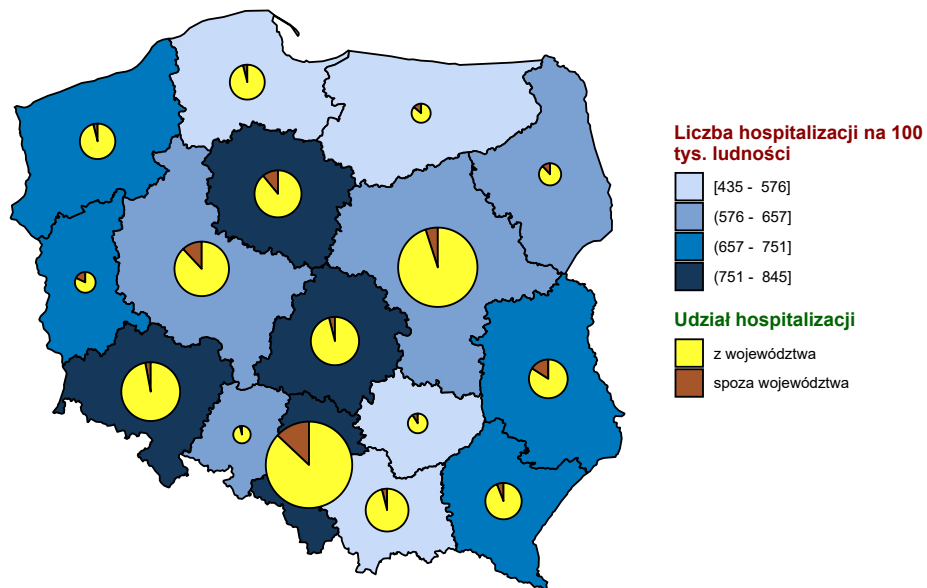 Liczba hospitalizacji na 100
tys. ludności
[435 - 576]
(576 - 657]
(657 - 751]
(751 - 845]
Udział hospitalizacji
z województwa
spoza województwa